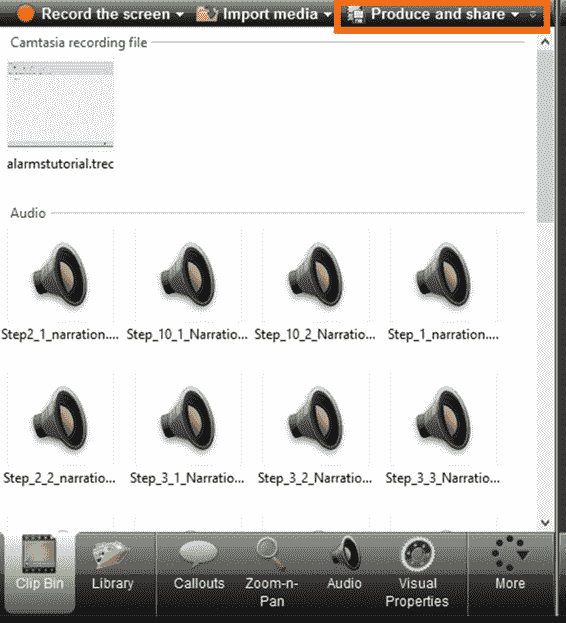 Record the screen Import media Produce and share
Camtasia recording file
alarmstutorial.trec
Audio
Step2_1_narration.... Step_10_1_Narratio... Step_10_2_Narratio... Step_1_narration....
Step_2_2_narratio... Step_3_1_Narratio... Step_3_2_Narratio... Step_3_3_Narratio...
Clip Bin Library Callouts Zoom-n- Audio Visual More
Pan Properties